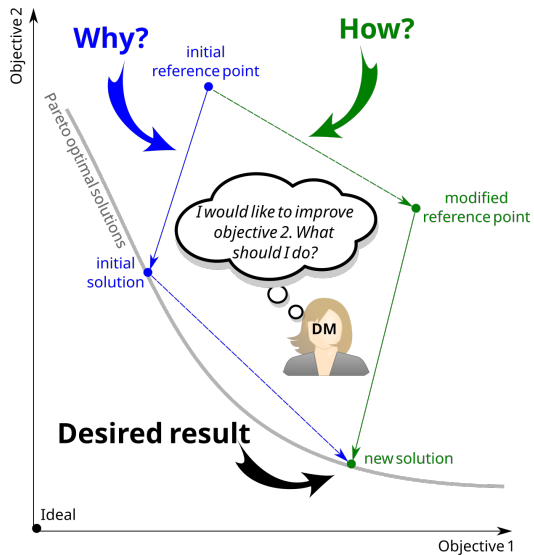 Objective 2
Why?
How?
initial
reference point
Pareto optimal solutions
I would like to improve
objective 2. What
should I do?
modified
reference point
initial
solution
DM
Desired result
new solution
Ideal
Objective 1